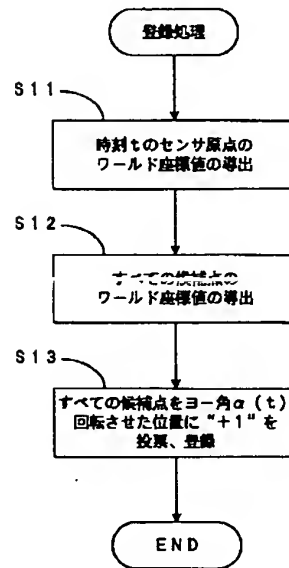 登録処理
S11
時刻tのセンサ原点の
ワールド座標値の導出
S12
すべての候補点の
ワールド座標値の導出
S13
すべての候補点をヨー角α(t)
回転させた位置に“+1”を
投票、登録
END